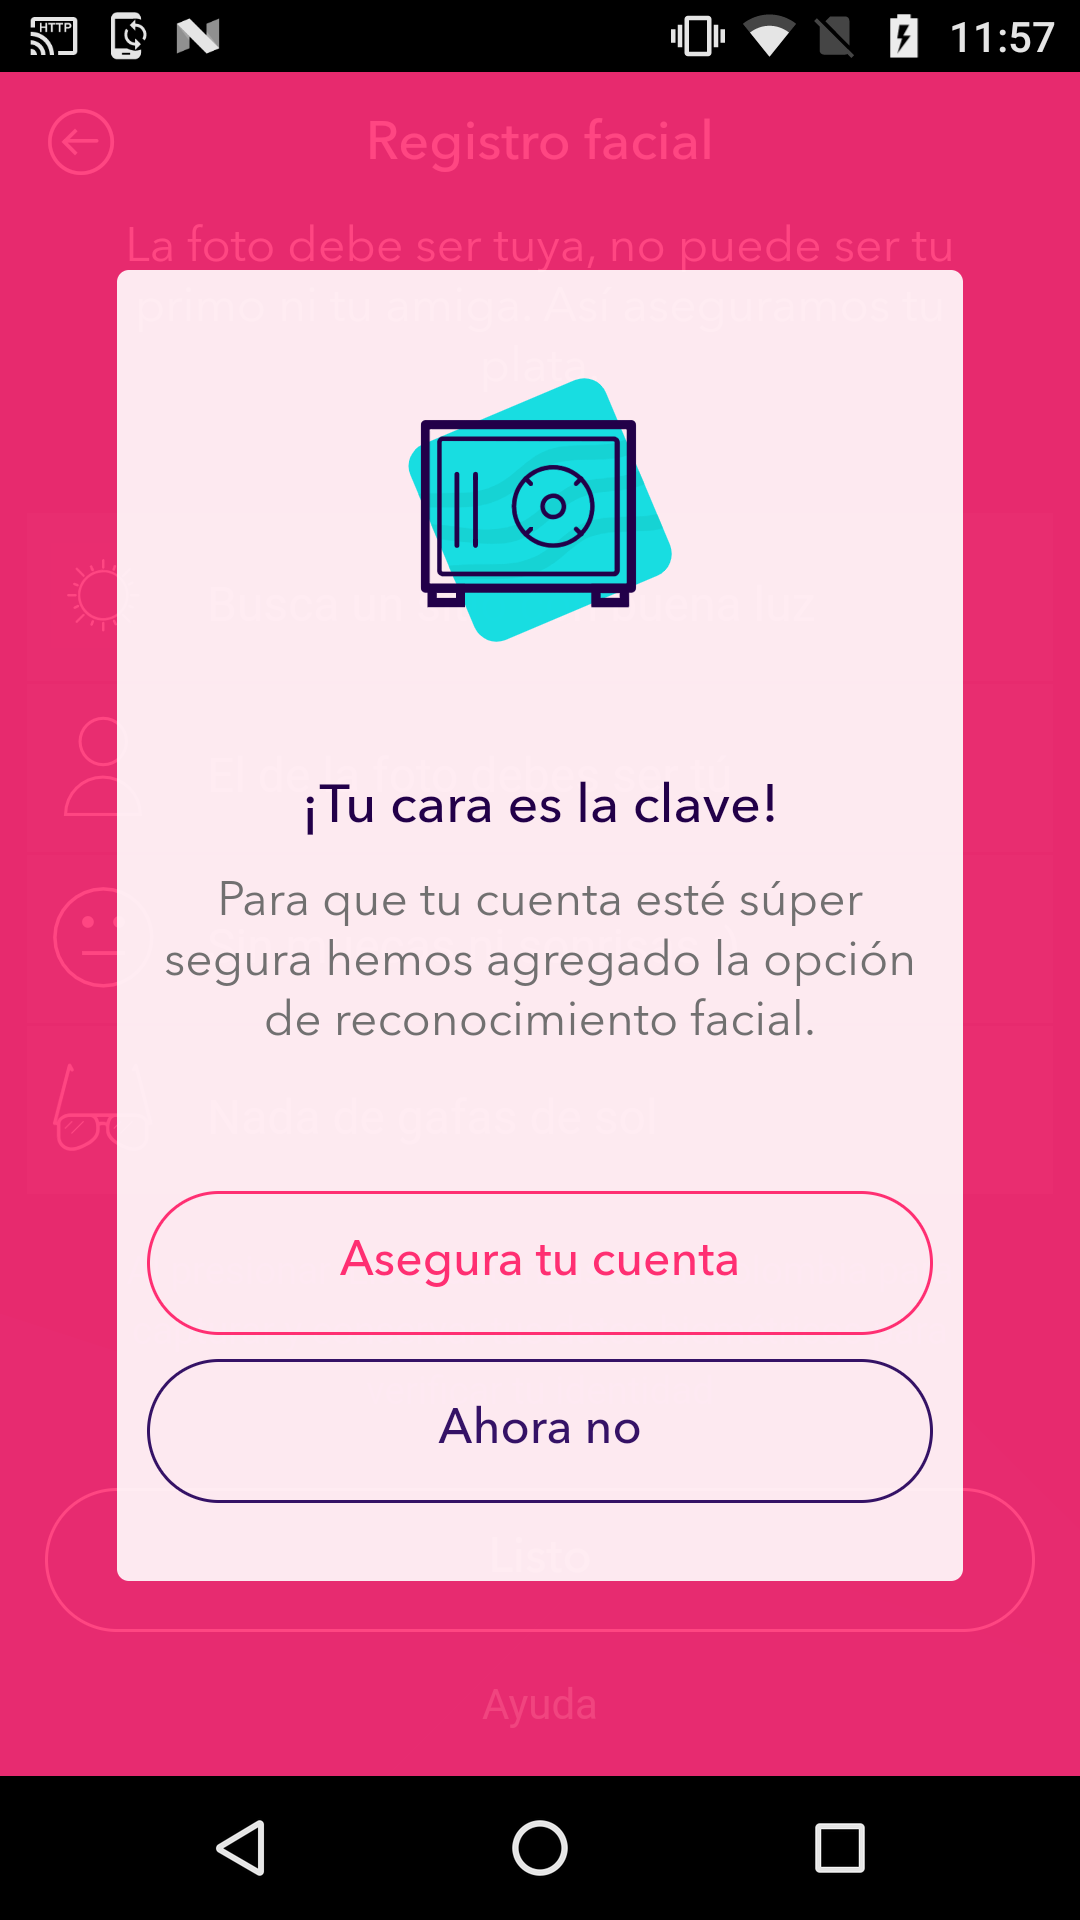 HTTP
11:57
Registro facial
La foto debe ser tuya, no puede ser tu
primo ni tu amiga. Así aseguramos tu
plata.
Busca un buena luz
El de la foto debes ser tú
¡Tu cara es la clave!
Para que tu cuenta esté súper
segura hemos agregado la opción
de reconocimiento facial.
Nada de gafas de sol
Asegura tu cuenta
Ahora no
Listo
Ayuda